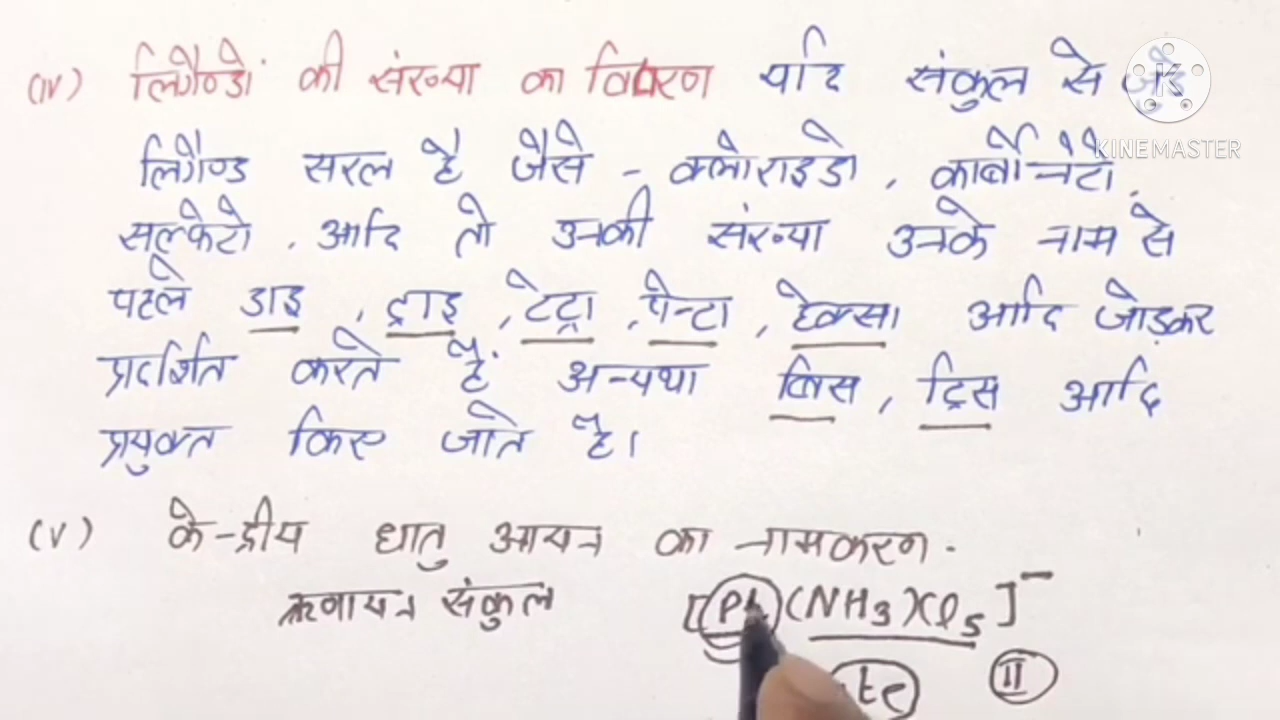 (iv) लिगैण्डो की संख्या का विवरण यदि संकुल से जुडे
लिगैण्ड सरल है जैसे - क्लोराइडो, कार्बोनेटो,
सल्फेटो, आदि तो उनकी संख्या उनके नाम से
पहले डाइ, ट्राइ, टेट्रा, पेन्टा, हेक्सा आदि जोड़कर
प्रदर्शित करते हैं अन्यथा बिस, ट्रिस आदि
प्रयुक्त किए जाते है।
(v) केन्द्रीय धातु आयन का नामकरण -
ऋणायन संकुल [Pt(NH3)Cl5]⁻
ate II
K
KINEMASTER